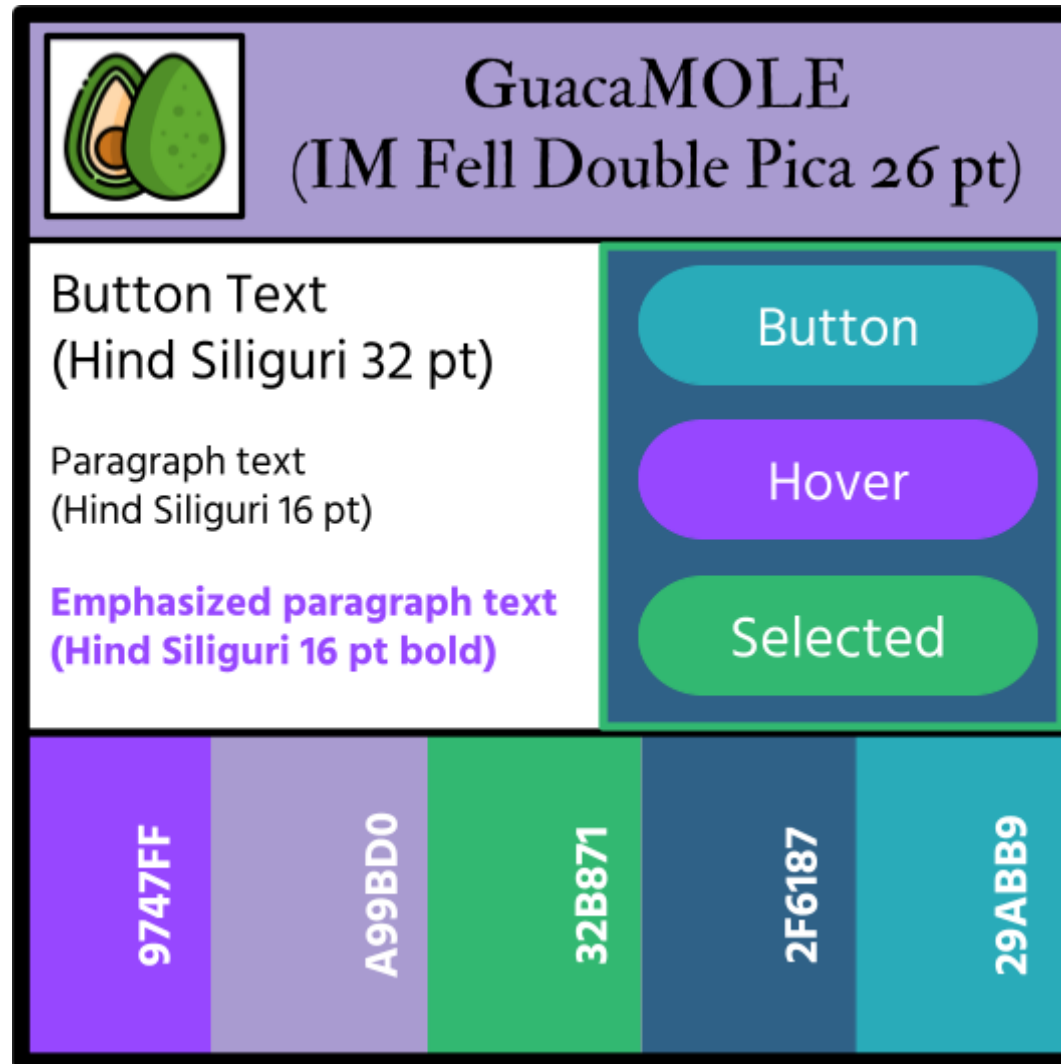 GuacaMOLE
(IM Fell Double Pica 26 pt)
Button Text
(Hind Siliguri 32 pt)
Paragraph text
(Hind Siliguri 16 pt)
Emphasized paragraph text
(Hind Siliguri 16 pt bold)
Button
Hover
Selected
9747FF
A99BD0
32B871
2F6187
29ABB9